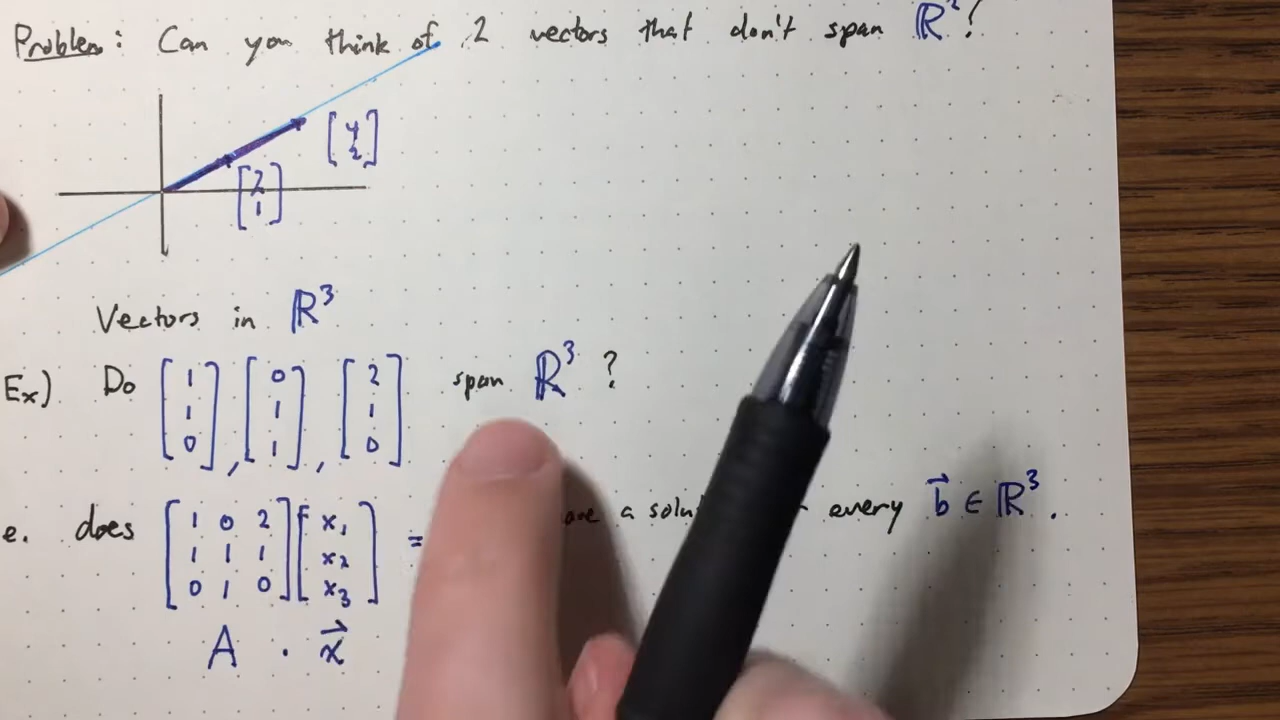 Problem: Can you think of 2 vectors that don't span ℝ²?
[4 2]
[2 1]
Vectors in ℝ³
Ex) Do [1 1 0], [0 1 1], [2 1 0] span ℝ³ ?
e. does [1 0 2 1 1 1 0 1 0] [x₁ x₂ x₃] = a every b⃗ ∈ ℝ³.
A · x⃗